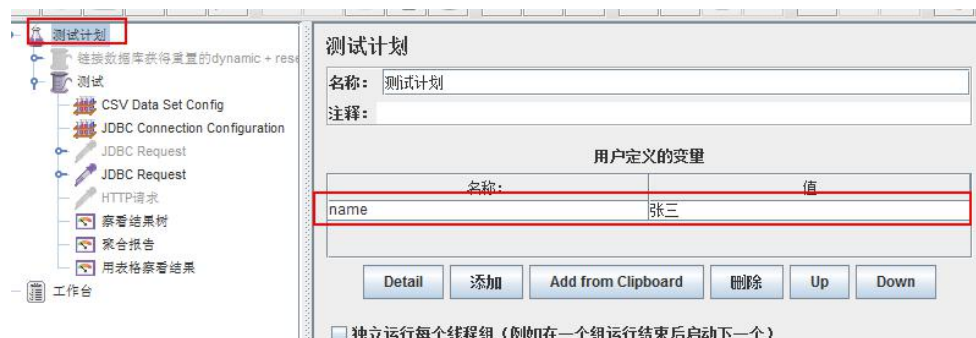 测试计划
链接数据库获得重置的dynamic + rese
测试
CSV Data Set Config
JDBC Connection Configuration
JDBC Request
JDBC Request
HTTP请求
察看结果树
聚合报告
用表格察看结果
工作台
测试计划
名称： 测试计划
注释：
用户定义的变量
名称： 值
name 张三
Detail 添加 Add from Clipboard 删除 Up Down
独立运行每个线程组（例如在一个组运行结束后启动下一个）